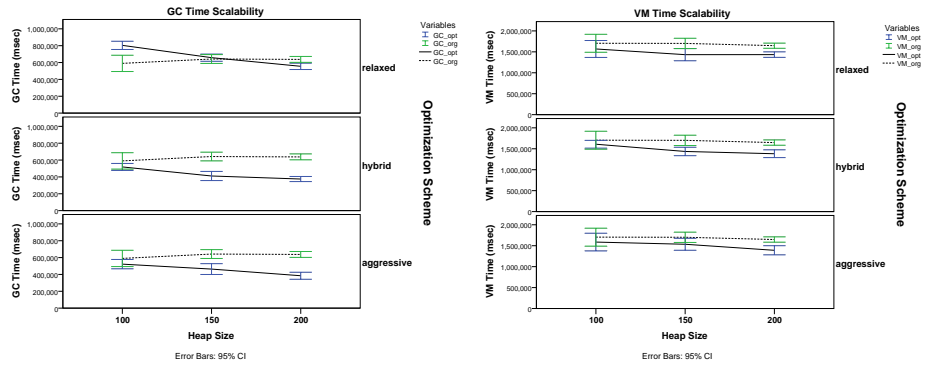 GC Time Scalability
GC Time (msec)
1,000,000
800,000
600,000
400,000
200,000
0
relaxed
GC Time (msec)
1,000,000
800,000
600,000
400,000
200,000
0
hybrid
GC Time (msec)
1,000,000
800,000
600,000
400,000
200,000
0
aggressive
100
150
200
Heap Size
Error Bars: 95% CI
Optimization Scheme
Variables
GC_opt
GC_org
GC_opt
GC_org
VM Time Scalability
VM Time (msec)
2,000,000
1,500,000
1,000,000
500,000
0
relaxed
VM Time (msec)
2,000,000
1,500,000
1,000,000
500,000
0
hybrid
VM Time (msec)
2,000,000
1,500,000
1,000,000
500,000
0
aggressive
100
150
200
Heap Size
Error Bars: 95% CI
Optimization Scheme
Variables
VM_opt
VM_org
VM_opt
VM_org